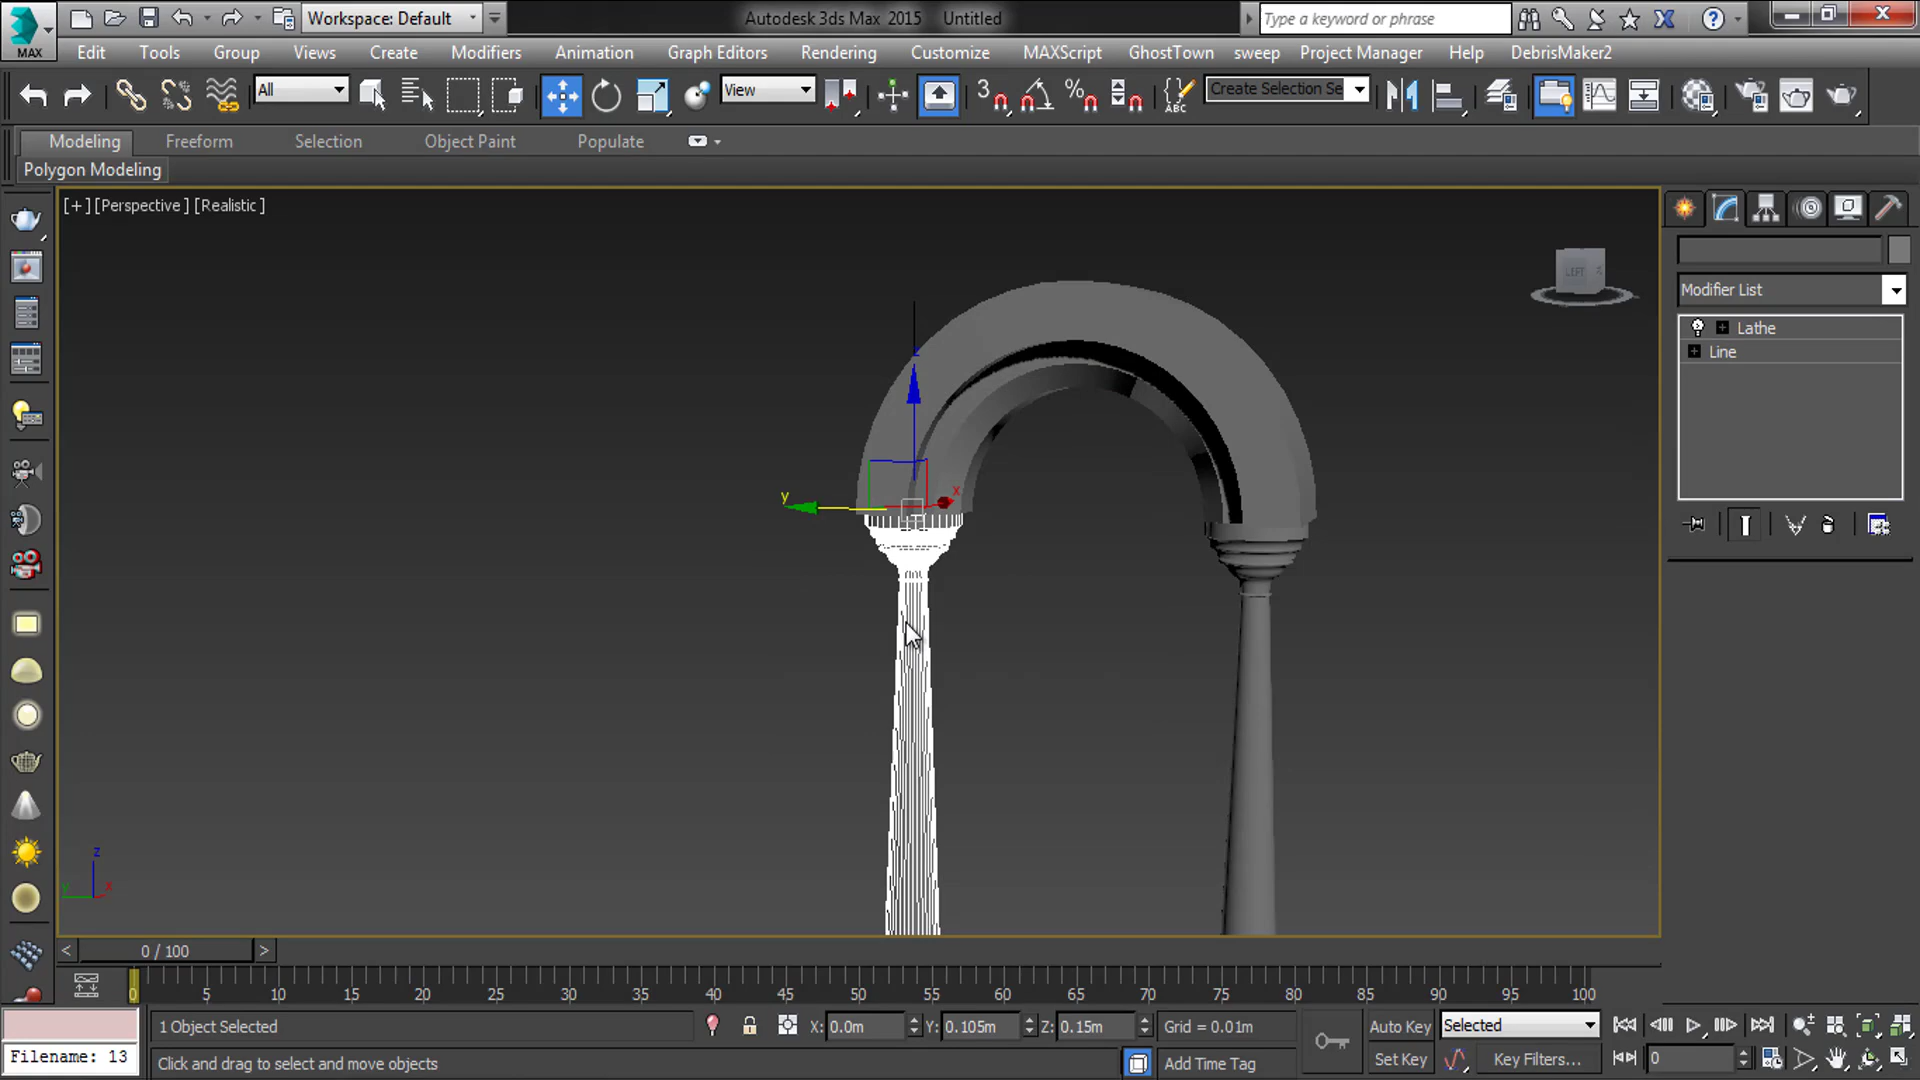 MAX
Workspace: Default
Autodesk 3ds Max 2015 Untitled
Type a keyword or phrase
Edit Tools Group Views Create Modifiers Animation Graph Editors Rendering Customize MAXScript GhostTown sweep Project Manager Help DebrisMaker2
All
View
3
ABC
Create Selection Se
Modeling Freeform Selection Object Paint Populate
Polygon Modeling
[+] [Perspective] [Realistic]
LEFT
Modifier List
Lathe
Line
y
x
z
y x
0 / 100
0 5 10 15 20 25 30 35 40 45 50 55 60 65 70 75 80 85 90 95 100
1 Object Selected
X: 0.0m Y: 0.105m Z: 0.15m
Grid = 0.01m
Auto Key
Selected
Filename: 13
Click and drag to select and move objects
Add Time Tag
Set Key
Key Filters...
0